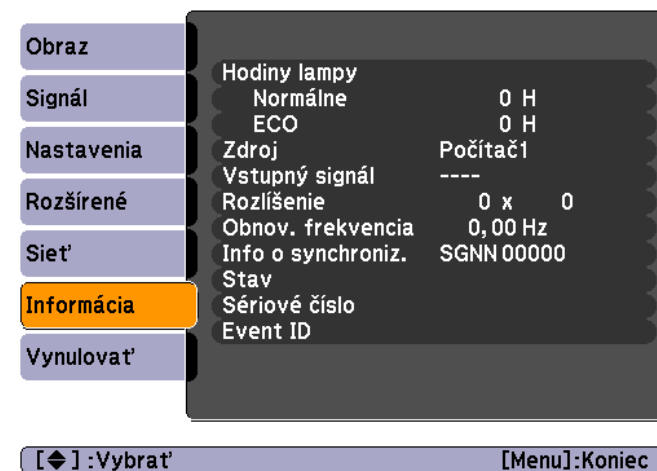 Obraz
Signál
Nastavenia
Rozšírené
Sieť
Informácia
Vynulovať
Hodiny lampy
Normálne 0 H
ECO 0 H
Zdroj Počítač1
Vstupný signál ----
Rozlíšenie 0 x 0
Obnov. frekvencia 0,00 Hz
Info o synchroniz. SGNN 00000
Stav
Sériové číslo
Event ID
[◆] :Vybrať [Menu]:Koniec